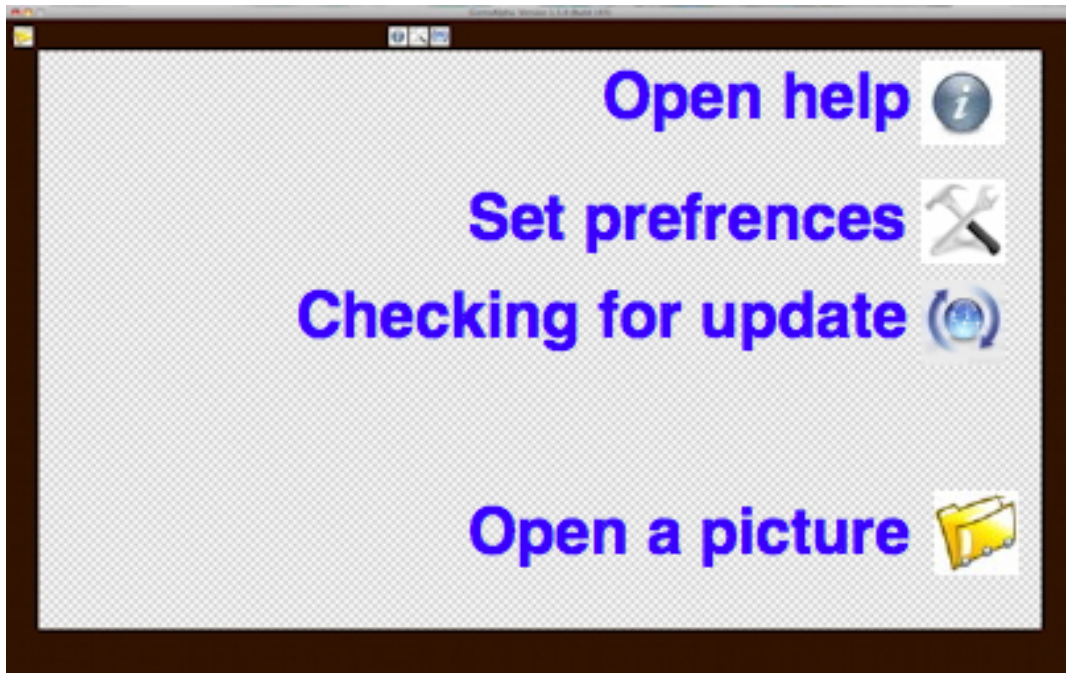 Open help
Set prefrences
Checking for update
Open a picture